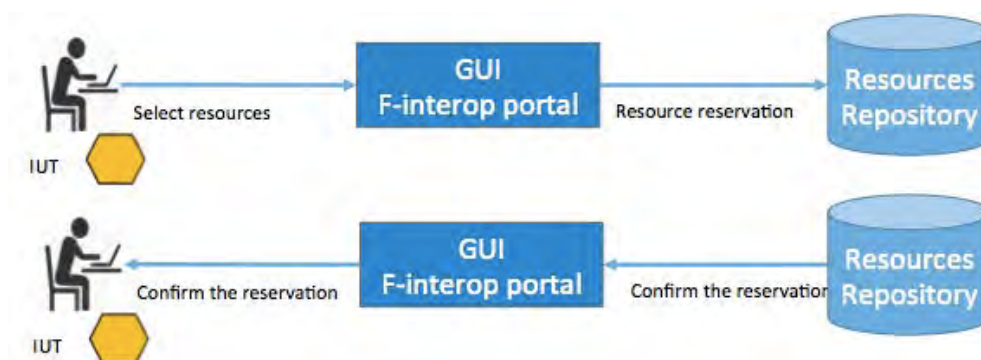 GUI
F-interop portal
Resources
Repository
Select resources
Resource reservation
IUT
GUI
F-interop portal
Resources
Repository
Confirm the reservation
Confirm the reservation
IUT